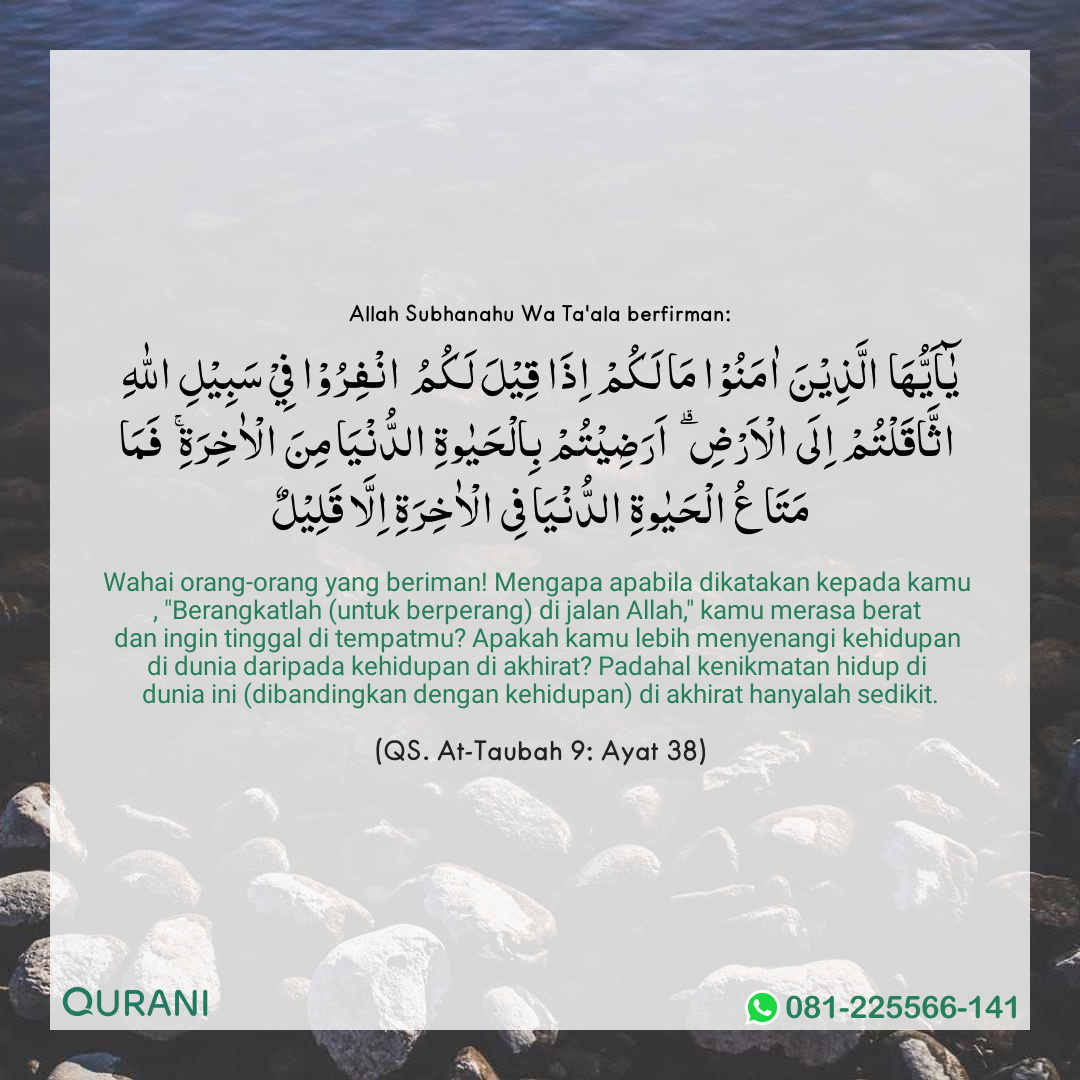 Allah Subhanahu Wa Ta'ala berfirman:
يٰٓاَيُّهَا الَّذِيْنَ اٰمَنُوْا مَا لَكُمْ اِذَا قِيْلَ لَكُمُ انْفِرُوْا فِيْ سَبِيْلِ اللّٰهِ
اثَّاقَلْتُمْ اِلَى الْاَرْضِۗ اَرَضِيْتُمْ بِالْحَيٰوةِ الدُّنْيَا مِنَ الْاٰخِرَةِۚ فَمَا
مَتَاعُ الْحَيٰوةِ الدُّنْيَا فِى الْاٰخِرَةِ اِلَّا قَلِيْلٌ
Wahai orang-orang yang beriman! Mengapa apabila dikatakan kepada kamu
, "Berangkatlah (untuk berperang) di jalan Allah," kamu merasa berat
dan ingin tinggal di tempatmu? Apakah kamu lebih menyenangi kehidupan
di dunia daripada kehidupan di akhirat? Padahal kenikmatan hidup di
dunia ini (dibandingkan dengan kehidupan) di akhirat hanyalah sedikit.
(QS. At-Taubah 9: Ayat 38)
QURANI
081-225566-141